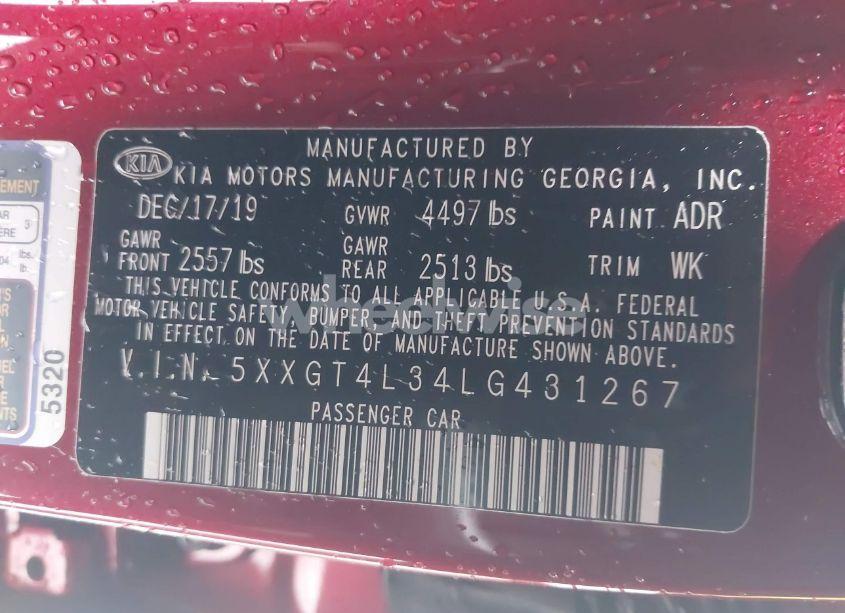 MANUFACTURED BY
KIA
KIA MOTORS MANUFACTURING GEORGIA, INC.
DEC/17/19 GVWR 4497 lbs PAINT ADR
GAWR FRONT 2557 lbs GAWR REAR 2513 lbs TRIM WK
THIS VEHICLE CONFORMS TO ALL APPLICABLE U.S.A. FEDERAL
MOTOR VEHICLE SAFETY, BUMPER AND THEFT PREVENTION STANDARDS
IN EFFECT ON THE DATE OF MANUFACTURE SHOWN ABOVE.
V.I.N. 5XXGT4L34LG431267
PASSENGER CAR
5320
wheelwise